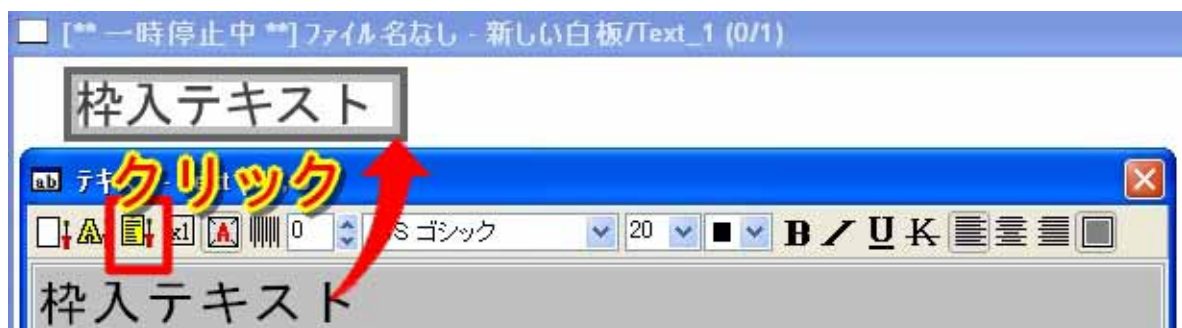 [** 一時停止中 **] ファイル名なし - 新しい白板/Text_1 (0/1)
枠入テキスト
クリック
x1 0 ゴシック 20 B U K
枠入テキスト